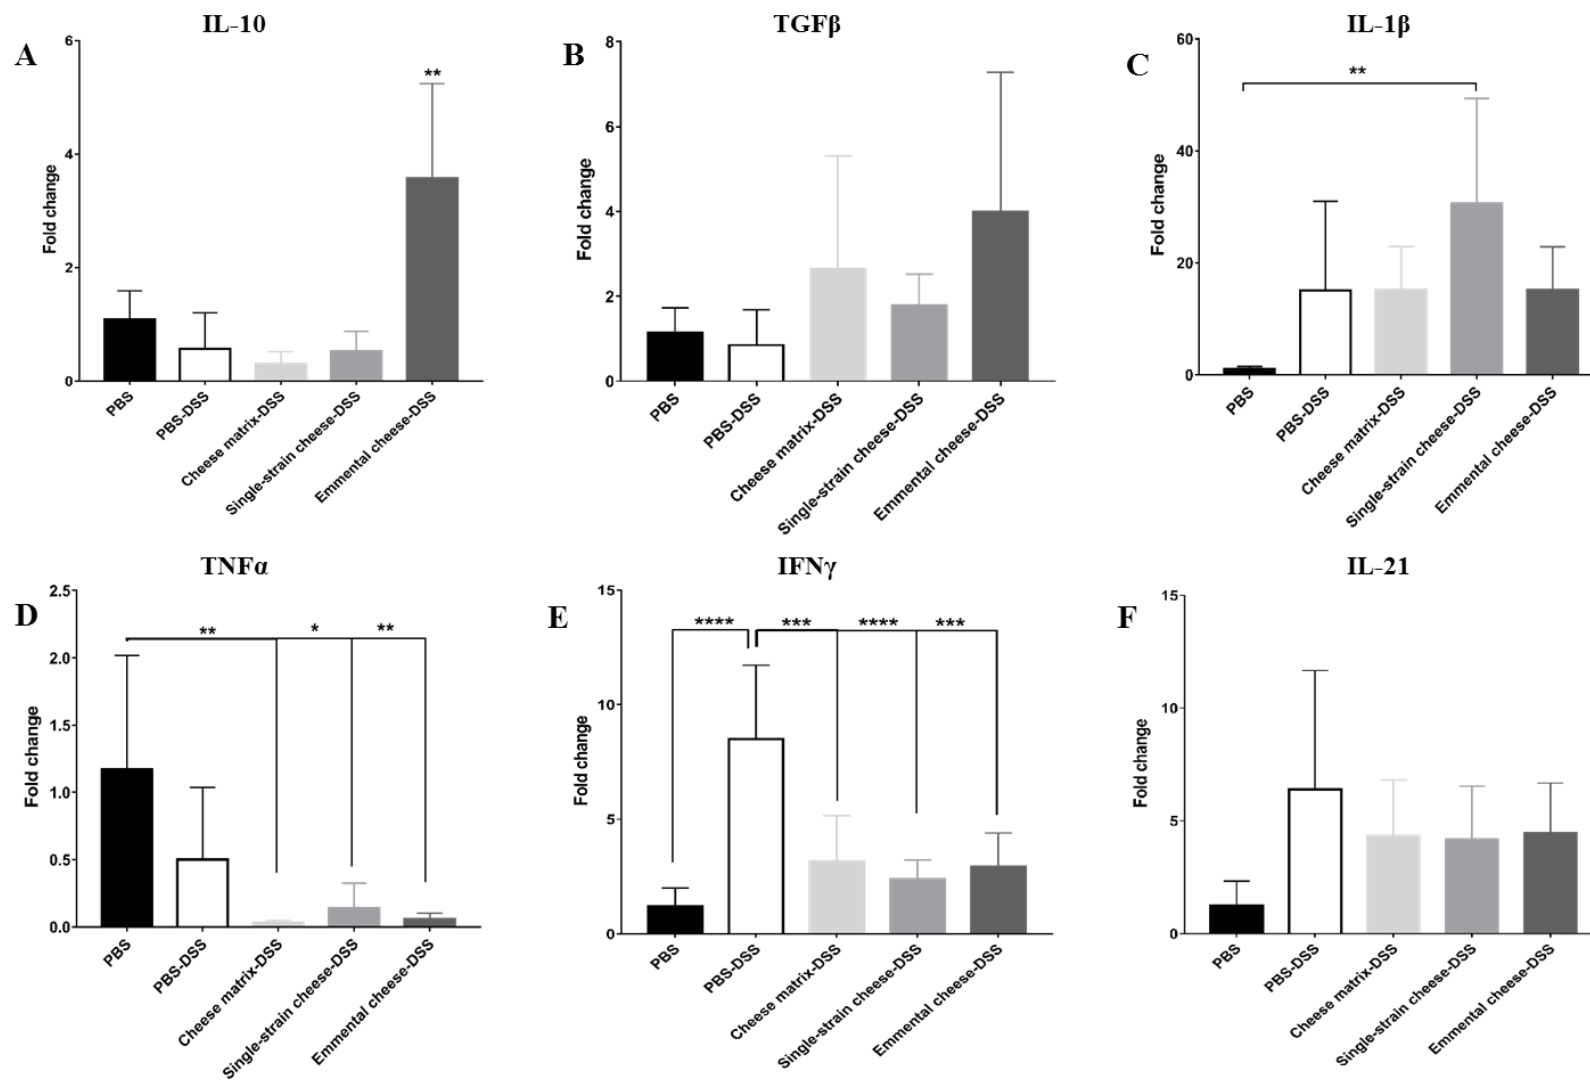 IL-10
A
Fold change
6
4
2
0
**
PBS
PBS-DSS
Cheese matrix-DSS
Single-strain cheese-DSS
Emmental cheese-DSS
TGFβ
B
Fold change
8
6
4
2
0
PBS
PBS-DSS
Cheese matrix-DSS
Single-strain cheese-DSS
Emmental cheese-DSS
IL-1β
C
Fold change
60
40
20
0
**
PBS
PBS-DSS
Cheese matrix-DSS
Single-strain cheese-DSS
Emmental cheese-DSS
TNFα
D
Fold change
2.5
2.0
1.5
1.0
0.5
0.0
** * **
PBS
PBS-DSS
Cheese matrix-DSS
Single-strain cheese-DSS
Emmental cheese-DSS
IFNγ
E
Fold change
15
10
5
0
**** *** **** ***
PBS
PBS-DSS
Cheese matrix-DSS
Single-strain cheese-DSS
Emmental cheese-DSS
IL-21
F
Fold change
15
10
5
0
PBS
PBS-DSS
Cheese matrix-DSS
Single-strain cheese-DSS
Emmental cheese-DSS